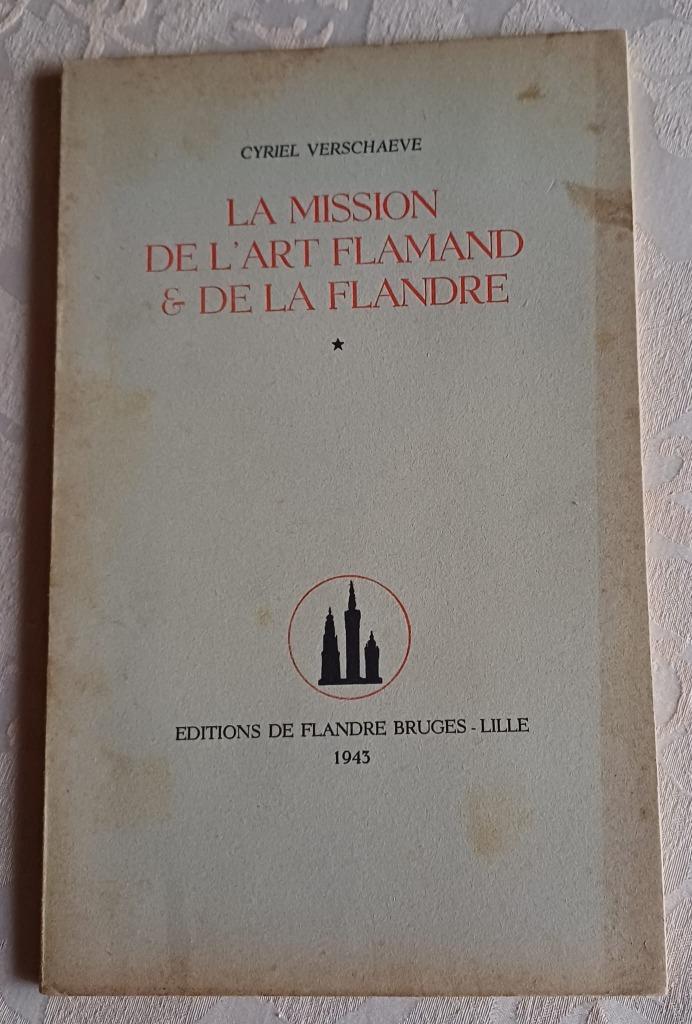 CYRIEL VERSCHAEVE
LA MISSION
DE L'ART FLAMAND
& DE LA FLANDRE
EDITIONS DE FLANDRE BRUGES - LILLE
1943